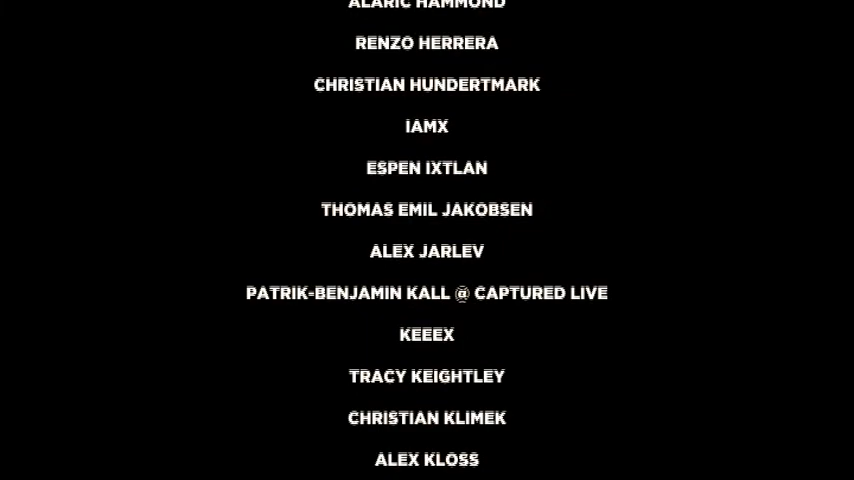 ALARIC HAMMOND
RENZO HERRERA
CHRISTIAN HUNDERTMARK
IAMX
ESPEN IXTLAN
THOMAS EMIL JAKOBSEN
ALEX JARLEV
PATRIK-BENJAMIN KALL @ CAPTURED LIVE
KEEEX
TRACY KEIGHTLEY
CHRISTIAN KLIMEK
ALEX KLOSS